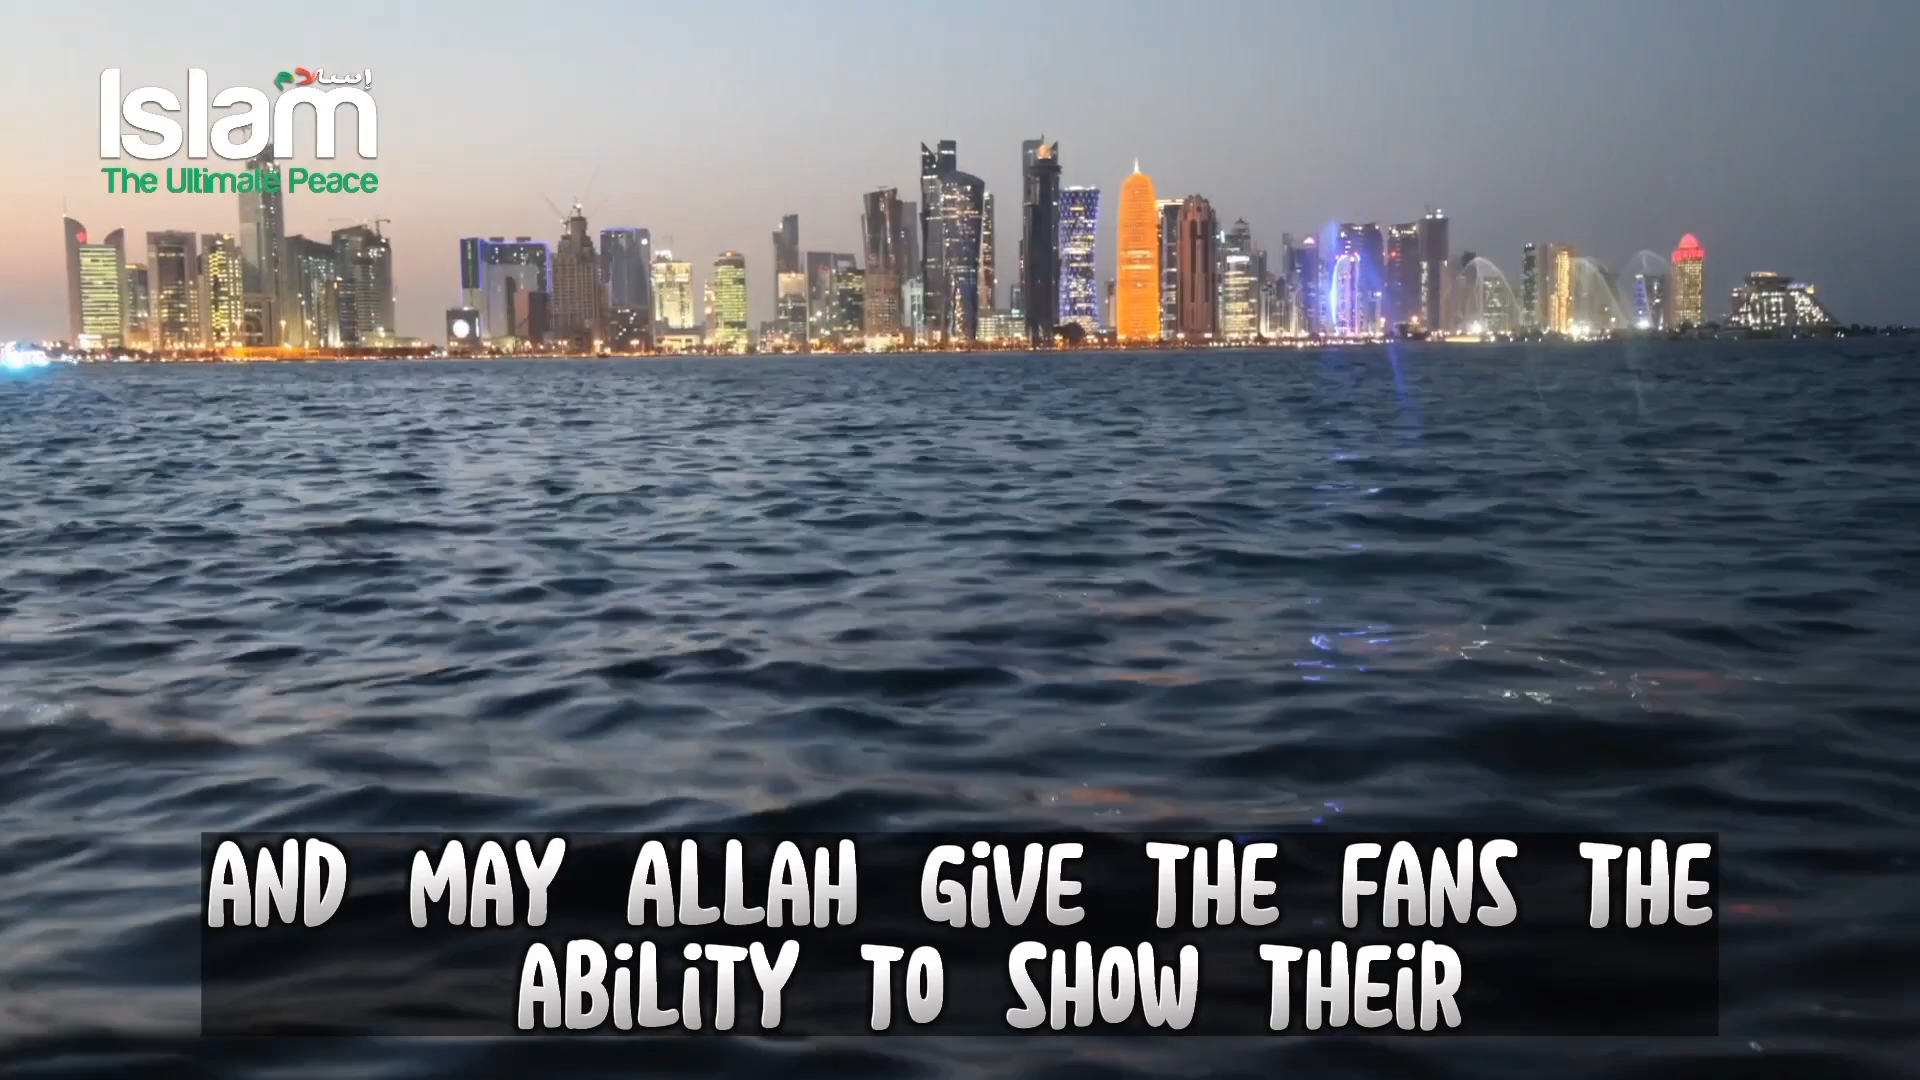 إسلام
Islam
The Ultimate Peace
AND MAY ALLAH GIVE THE FANS THE
ABILITY TO SHOW THEIR